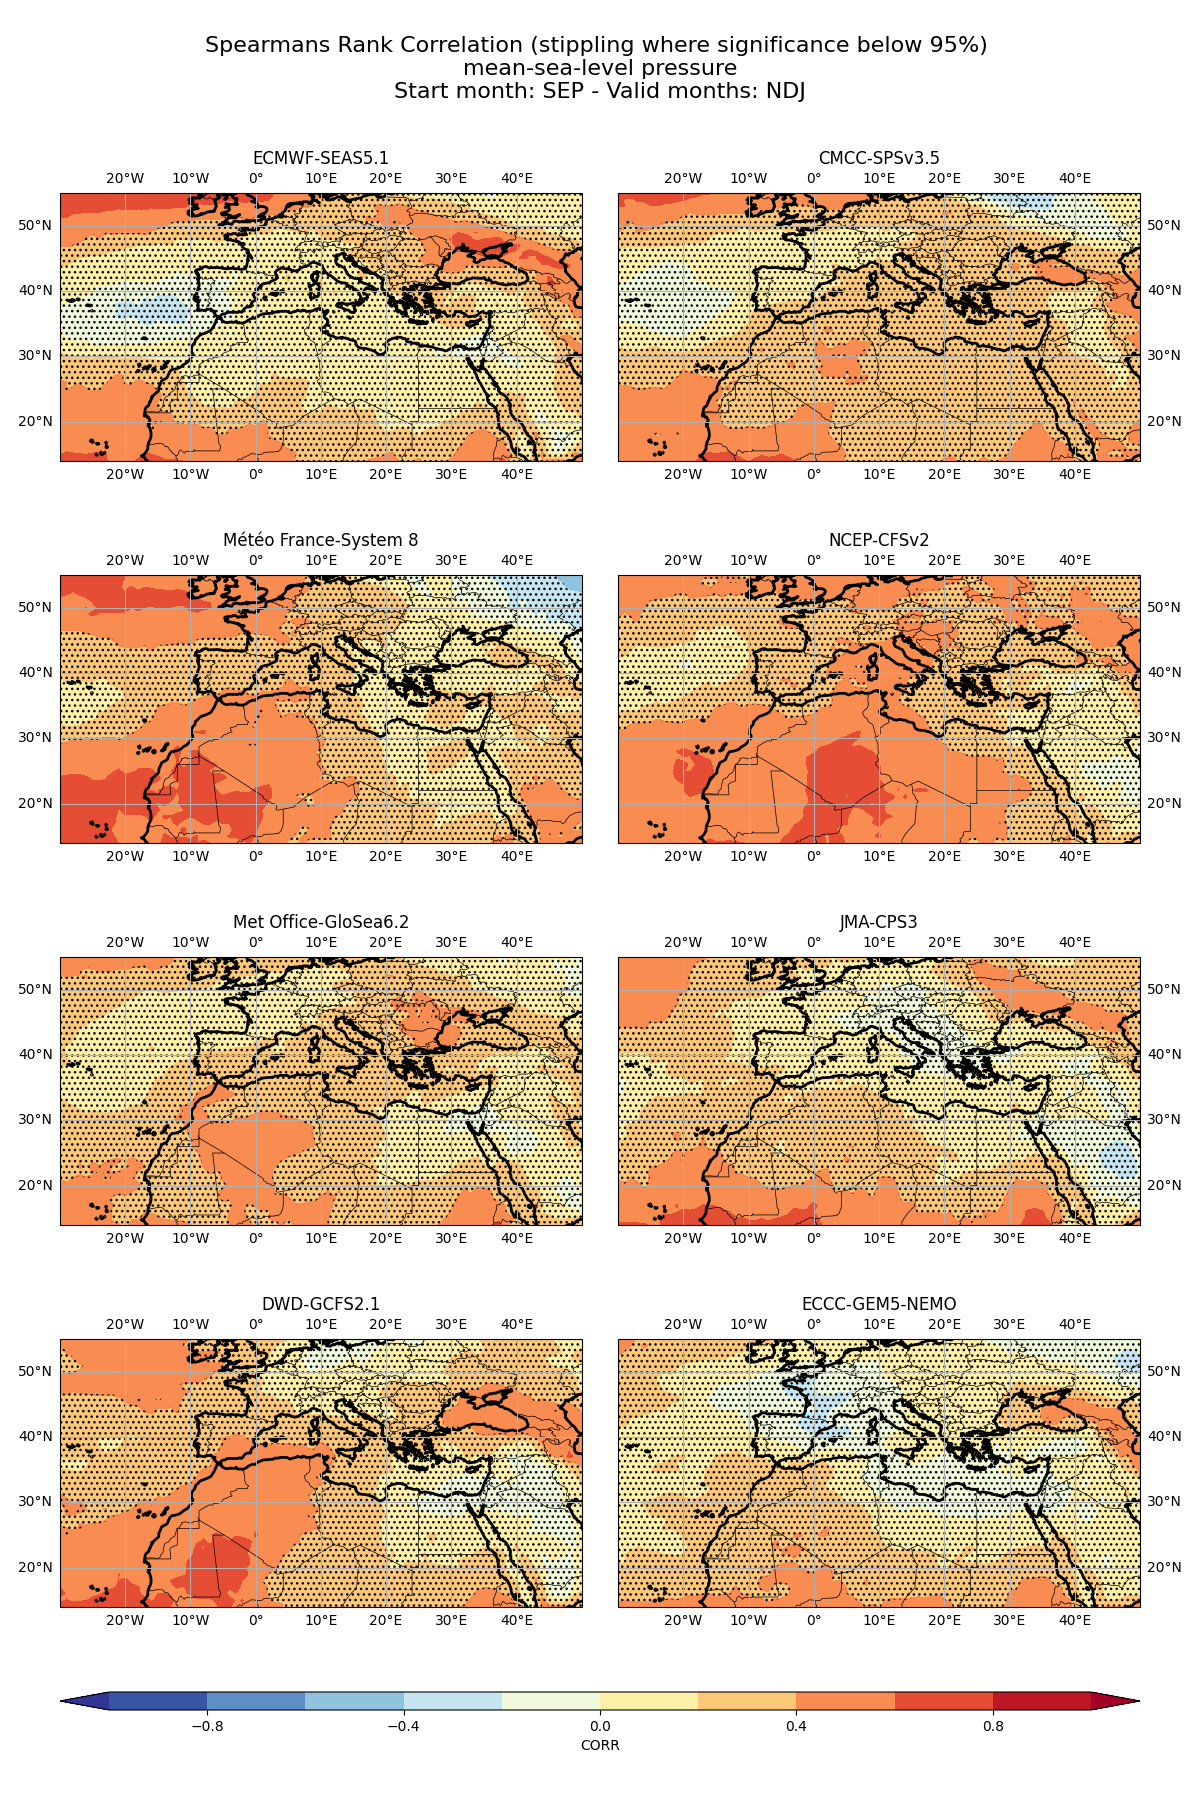 Spearmans Rank Correlation (stippling where significance below 95%)
mean-sea-level pressure
Start month: SEP - Valid months: NDJ
ECMWF-SEAS5.1
20°W 10°W 0° 10°E 20°E 30°E 40°E
50°N
40°N
30°N
20°N
20°W 10°W 0° 10°E 20°E 30°E 40°E
CMCC-SPSv3.5
20°W 10°W 0° 10°E 20°E 30°E 40°E
50°N
40°N
30°N
20°N
20°W 10°W 0° 10°E 20°E 30°E 40°E
Météo France-System 8
20°W 10°W 0° 10°E 20°E 30°E 40°E
50°N
40°N
30°N
20°N
20°W 10°W 0° 10°E 20°E 30°E 40°E
NCEP-CFSv2
20°W 10°W 0° 10°E 20°E 30°E 40°E
50°N
40°N
30°N
20°N
20°W 10°W 0° 10°E 20°E 30°E 40°E
Met Office-GloSea6.2
20°W 10°W 0° 10°E 20°E 30°E 40°E
50°N
40°N
30°N
20°N
20°W 10°W 0° 10°E 20°E 30°E 40°E
JMA-CPS3
20°W 10°W 0° 10°E 20°E 30°E 40°E
50°N
40°N
30°N
20°N
20°W 10°W 0° 10°E 20°E 30°E 40°E
DWD-GCFS2.1
20°W 10°W 0° 10°E 20°E 30°E 40°E
50°N
40°N
30°N
20°N
20°W 10°W 0° 10°E 20°E 30°E 40°E
ECCC-GEM5-NEMO
20°W 10°W 0° 10°E 20°E 30°E 40°E
50°N
40°N
30°N
20°N
20°W 10°W 0° 10°E 20°E 30°E 40°E
−0.8 −0.4 0.0 0.4 0.8
CORR